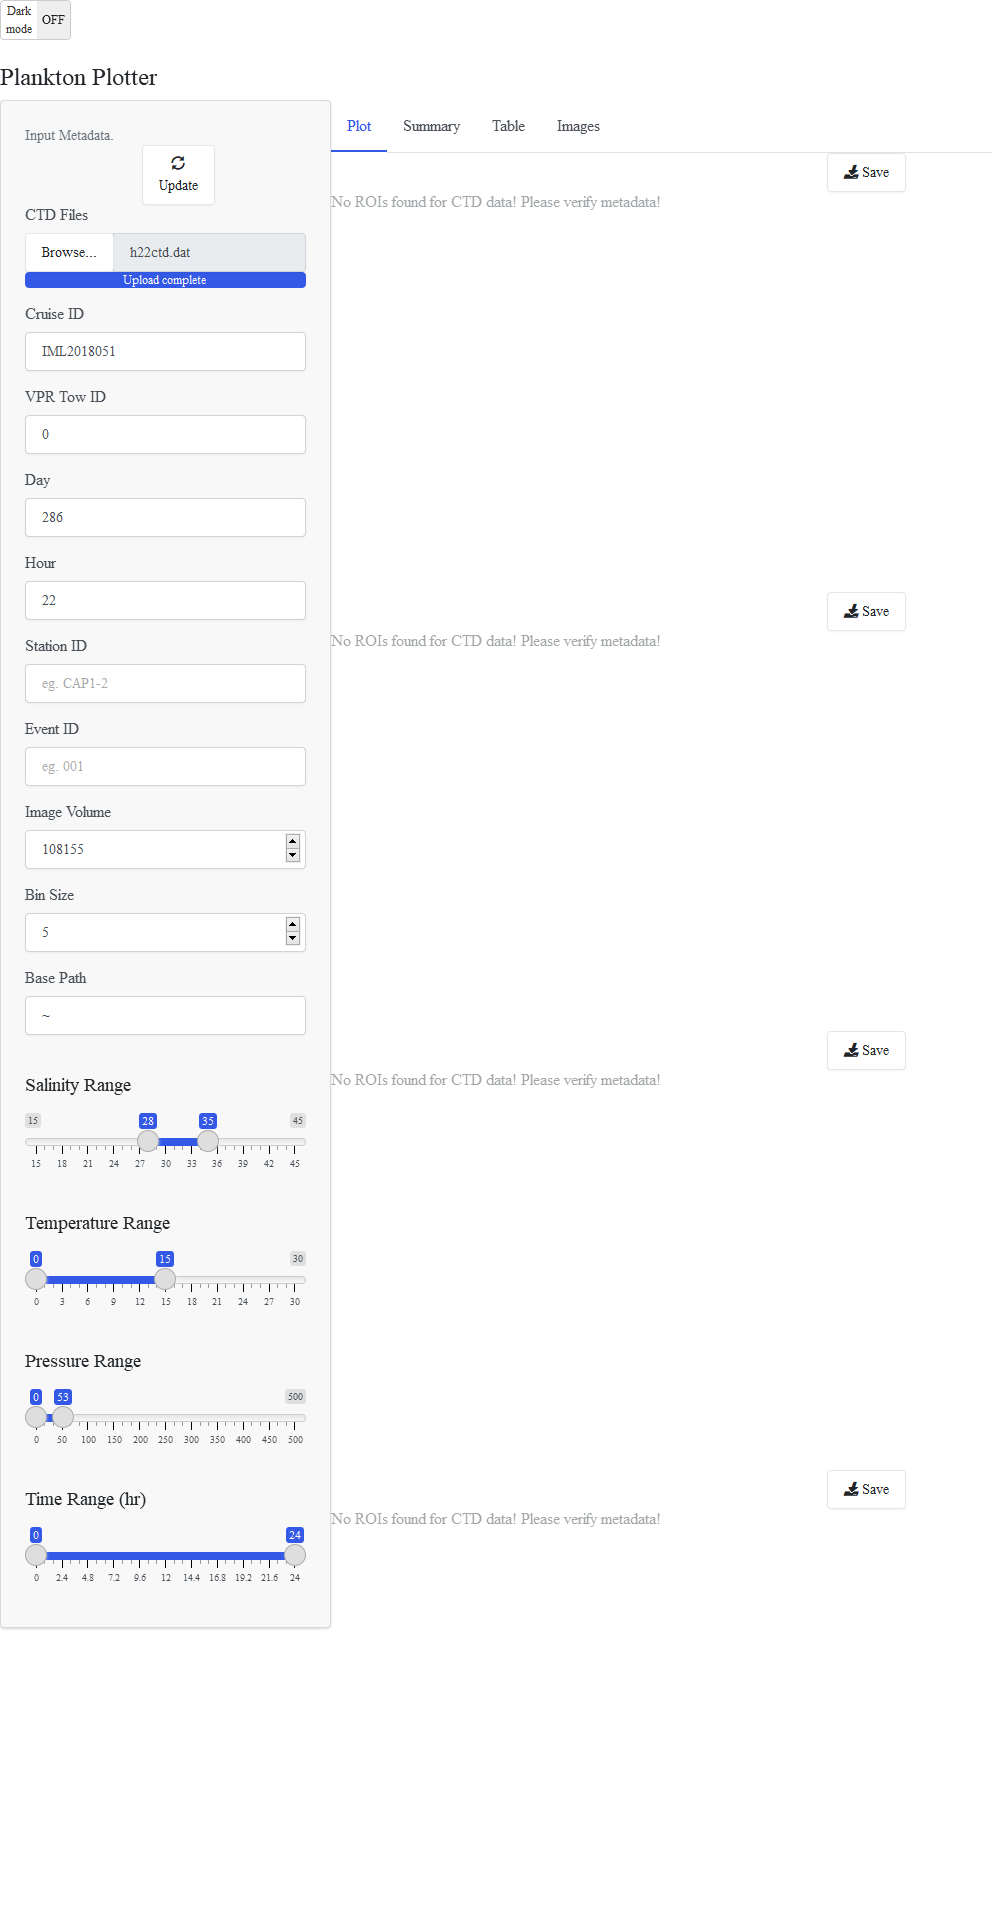 Dark
mode
OFF
Plankton Plotter
Input Metadata.
Update
CTD Files
Browse... h22ctd.dat
Upload complete
Cruise ID
IML2018051
VPR Tow ID
0
Day
286
Hour
22
Station ID
eg. CAP1-2
Event ID
eg. 001
Image Volume
108155
Bin Size
5
Base Path
~
Salinity Range
15 28 35 45
15 18 21 24 27 30 33 36 39 42 45
Temperature Range
0 15 30
0 3 6 9 12 15 18 21 24 27 30
Pressure Range
0 53 500
0 50 100 150 200 250 300 350 400 450 500
Time Range (hr)
0 24
0 2.4 4.8 7.2 9.6 12 14.4 16.8 19.2 21.6 24
Plot Summary Table Images
Save
No ROIs found for CTD data! Please verify metadata!
Save
No ROIs found for CTD data! Please verify metadata!
Save
No ROIs found for CTD data! Please verify metadata!
Save
No ROIs found for CTD data! Please verify metadata!